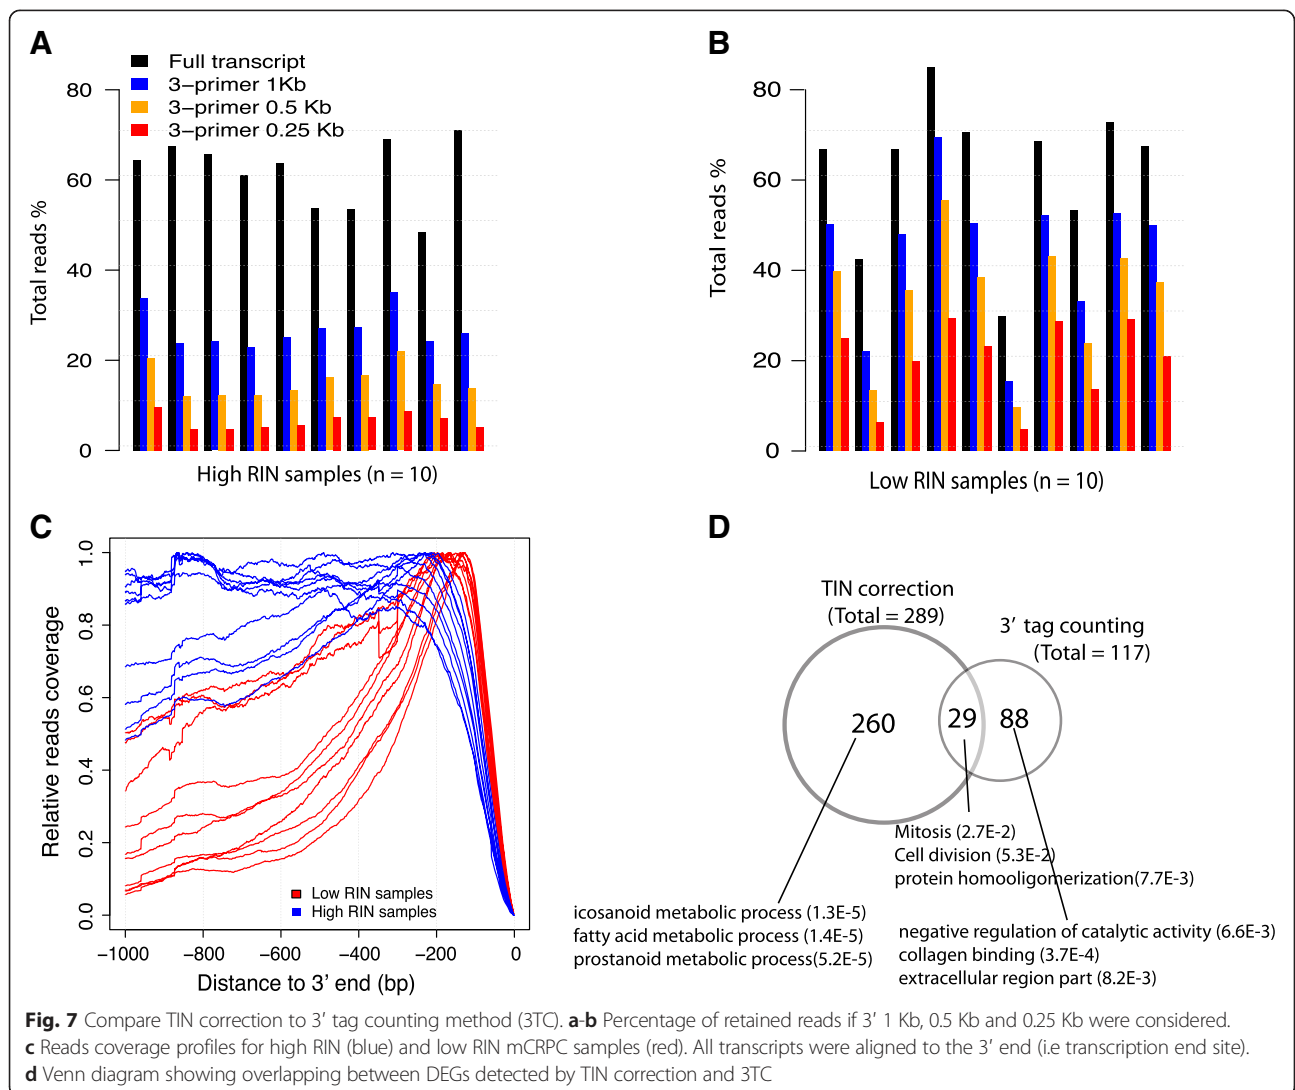 A
Full transcript
3−primer 1Kb
3−primer 0.5 Kb
3−primer 0.25 Kb
80
60
40
20
0
Total reads %
High RIN samples (n = 10)
B
80
60
40
20
0
Total reads %
Low RIN samples (n = 10)
C
1.0
0.8
0.6
0.4
0.2
0.0
Relative reads coverage
Low RIN samples
High RIN samples
−1000
−800
−600
−400
−200
0
Distance to 3' end (bp)
D
TIN correction
(Total = 289)
3' tag counting
(Total = 117)
260
29
88
Mitosis (2.7E-2)
Cell division (5.3E-2)
protein homooligomerization(7.7E-3)
icosanoid metabolic process (1.3E-5)
fatty acid metabolic process (1.4E-5)
prostanoid metabolic process(5.2E-5)
negative regulation of catalytic activity (6.6E-3)
collagen binding (3.7E-4)
extracellular region part (8.2E-3)
Fig. 7 Compare TIN correction to 3' tag counting method (3TC). a-b Percentage of retained reads if 3' 1 Kb, 0.5 Kb and 0.25 Kb were considered.
c Reads coverage profiles for high RIN (blue) and low RIN mCRPC samples (red). All transcripts were aligned to the 3' end (i.e transcription end site).
d Venn diagram showing overlapping between DEGs detected by TIN correction and 3TC